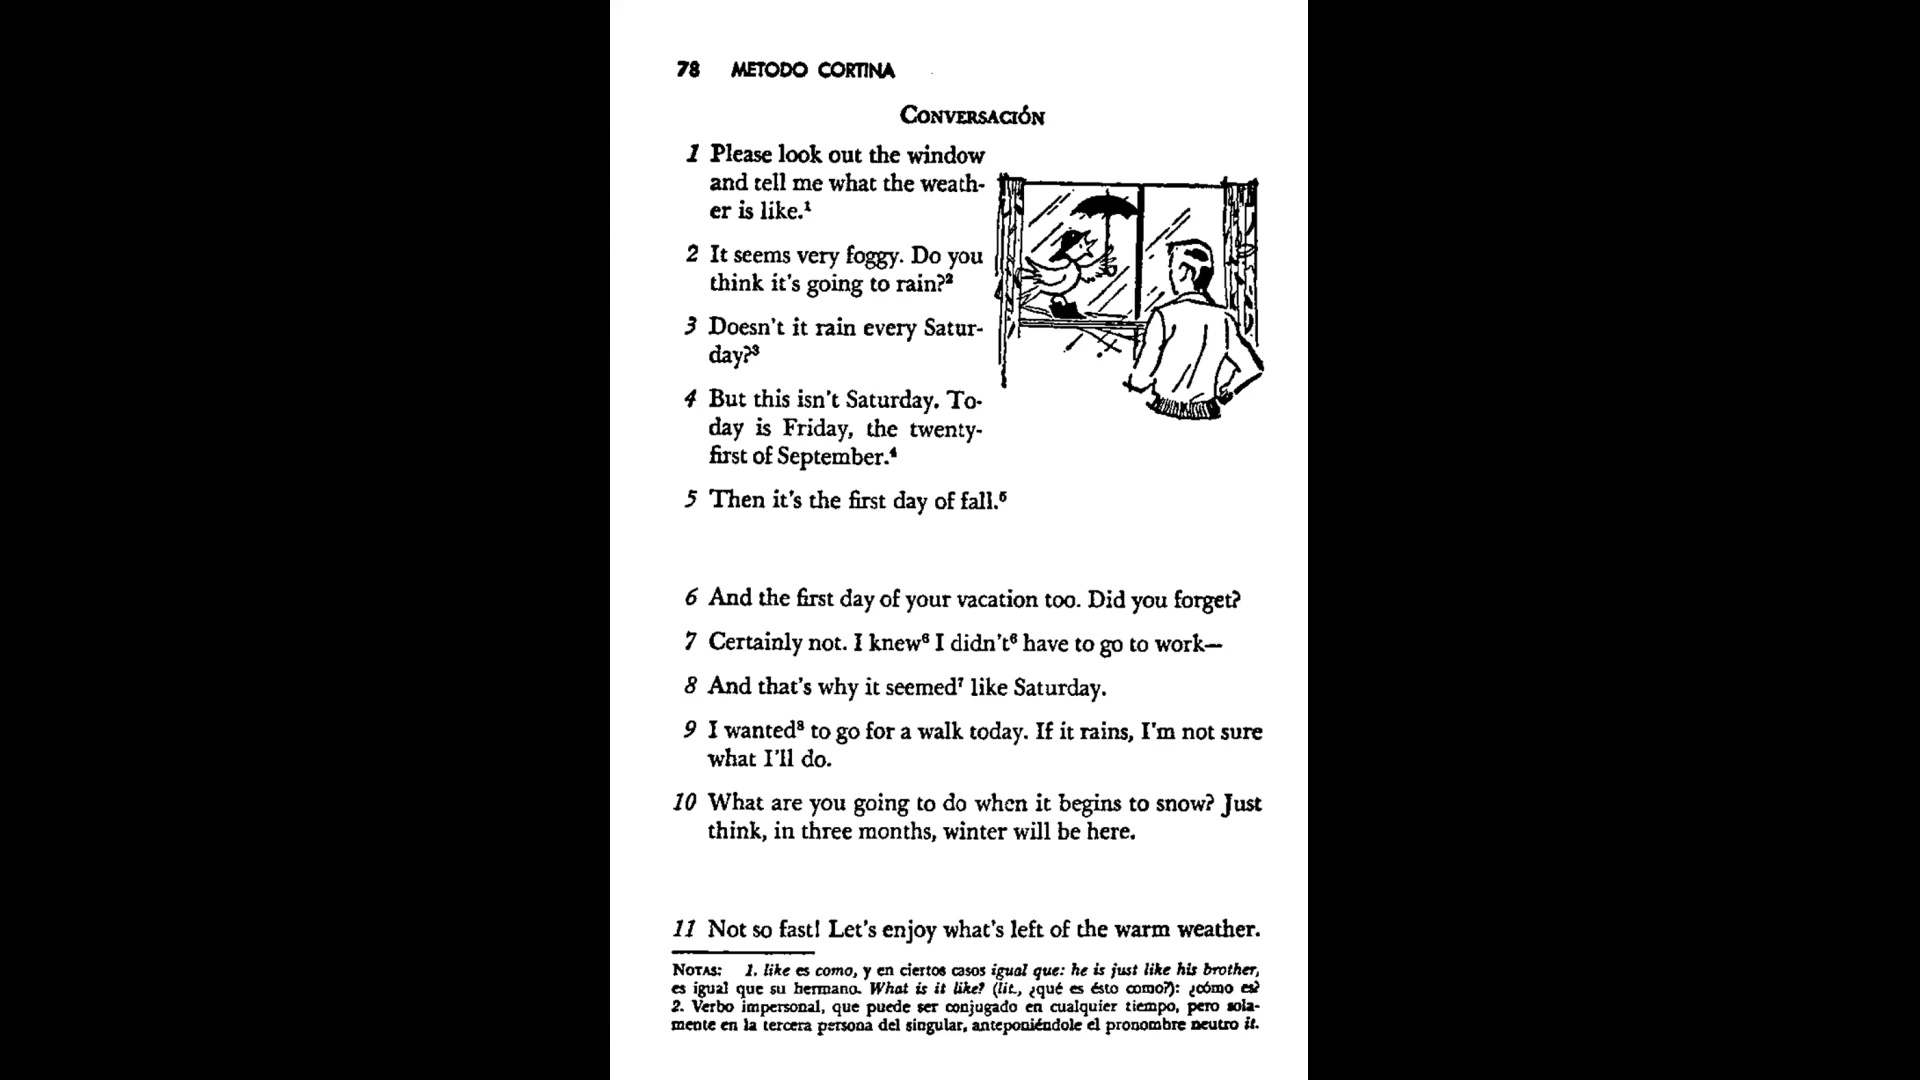 78 METODO CORTINA
CONVERSACIÓN
1 Please look out the window
and tell me what the weath-
er is like.¹
2 It seems very foggy. Do you
think it's going to rain?²
3 Doesn't it rain every Satur-
day?³
4 But this isn't Saturday. To-
day is Friday, the twenty-
first of September.⁴
5 Then it's the first day of fall.⁵
6 And the first day of your vacation too. Did you forget?
7 Certainly not. I knew⁶ I didn't⁶ have to go to work—
8 And that's why it seemed⁷ like Saturday.
9 I wanted⁸ to go for a walk today. If it rains, I'm not sure
what I'll do.
10 What are you going to do when it begins to snow? Just
think, in three months, winter will be here.
11 Not so fast! Let's enjoy what's left of the warm weather.
NOTAS: 1. like es como, y en ciertos casos igual que: he is just like his brother,
es igual que su hermano. What is it like? (lit., ¿qué es ésto como?): ¿cómo es?
2. Verbo impersonal, que puede ser conjugado en cualquier tiempo, pero sola-
mente en la tercera persona del singular, anteponiéndole el pronombre neutro it.